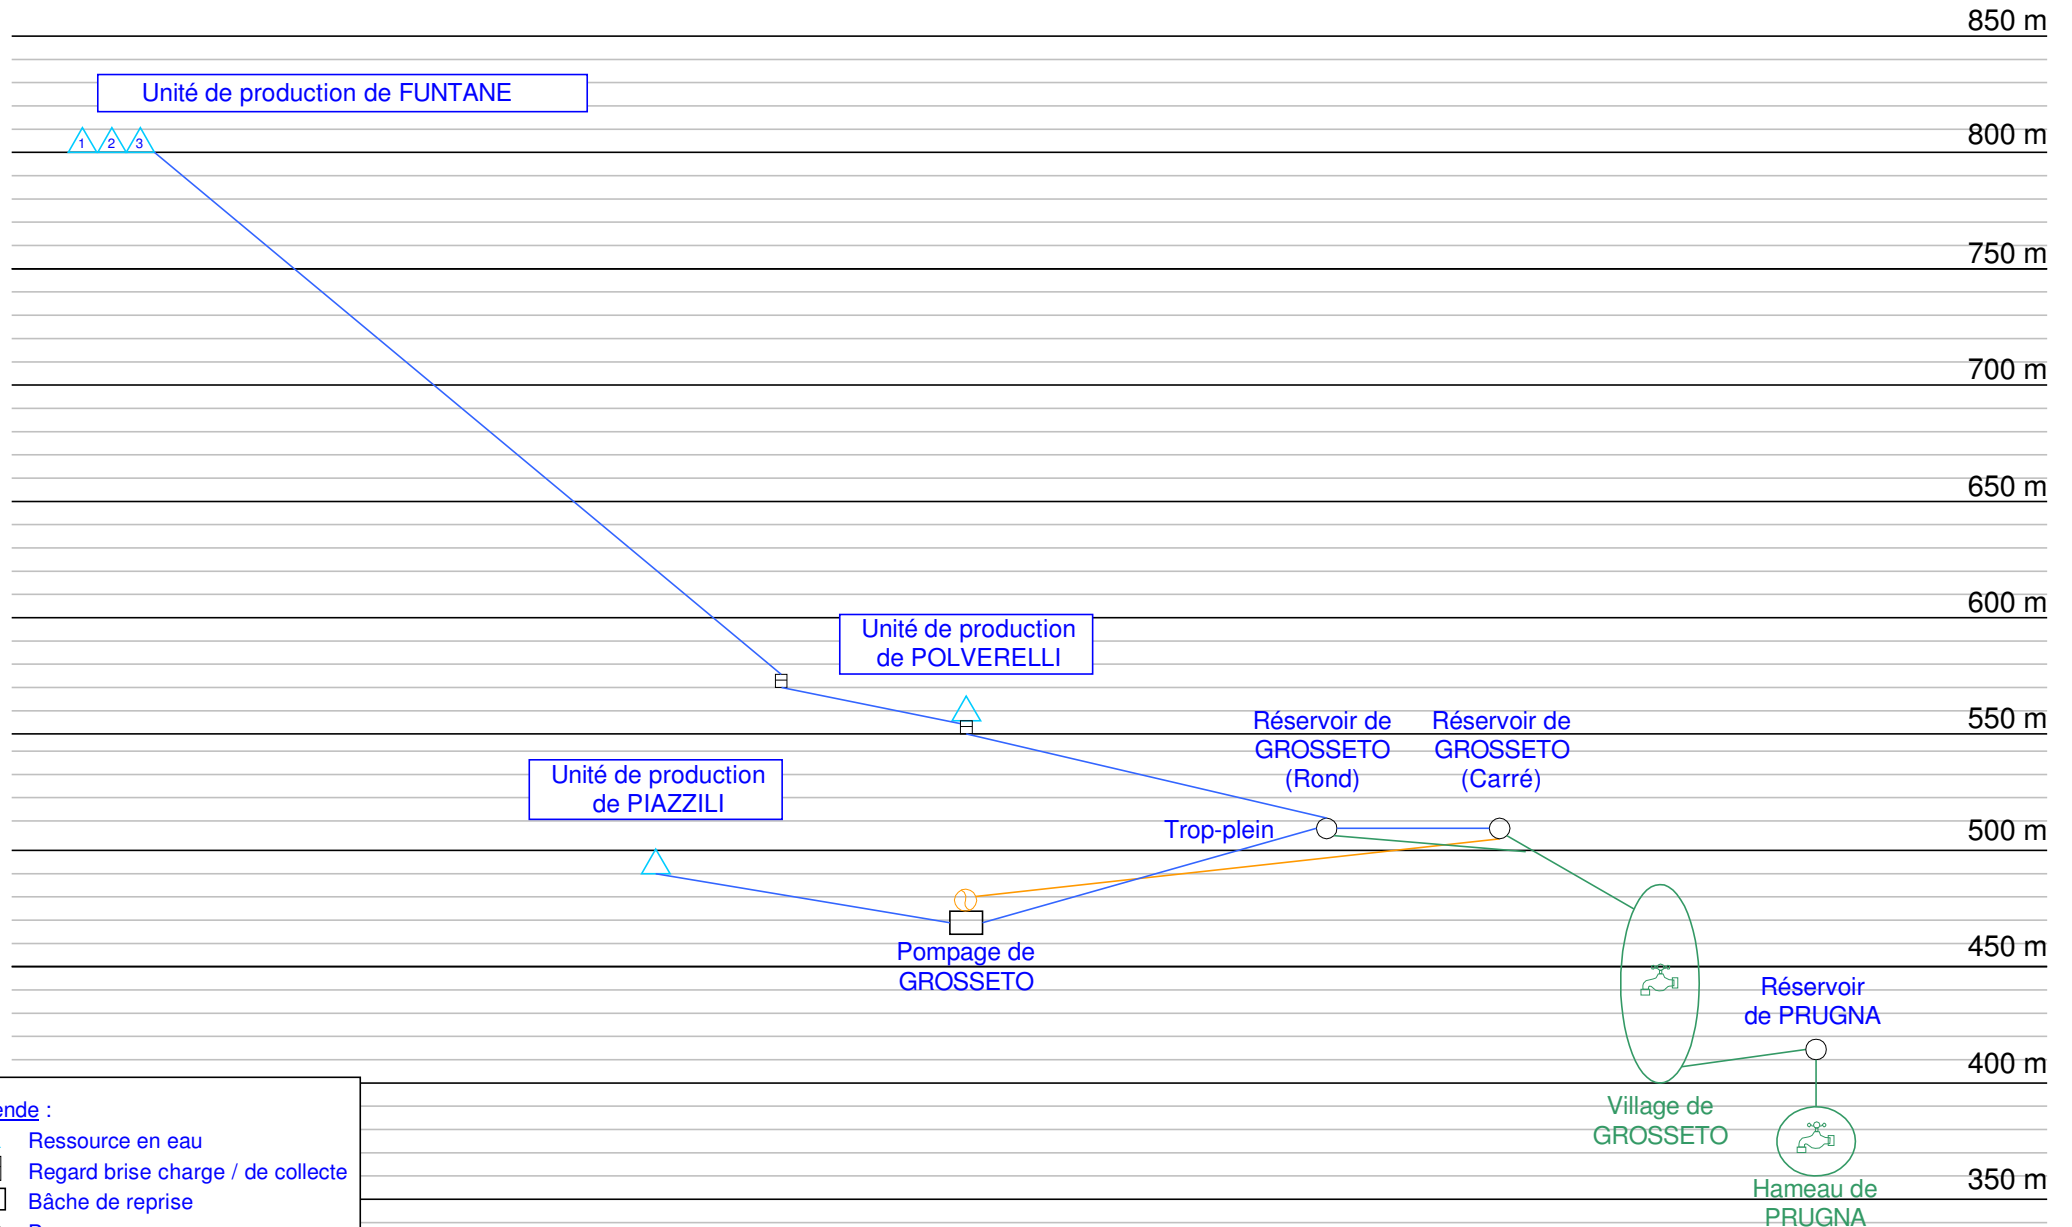 850 m
Unité de production de FUNTANE
1 2 3
800 m
750 m
700 m
650 m
600 m
Unité de production
de POLVERELLI
550 m
Réservoir de
GROSSETO
(Rond)
Réservoir de
GROSSETO
(Carré)
Unité de production
de PIAZZILI
Trop-plein
500 m
Pompage de
GROSSETO
450 m
Réservoir
de PRUGNA
400 m
Village de
GROSSETO
Hameau de
PRUGNA
350 m
ende :
Ressource en eau
Regard brise charge / de collecte
Bâche de reprise